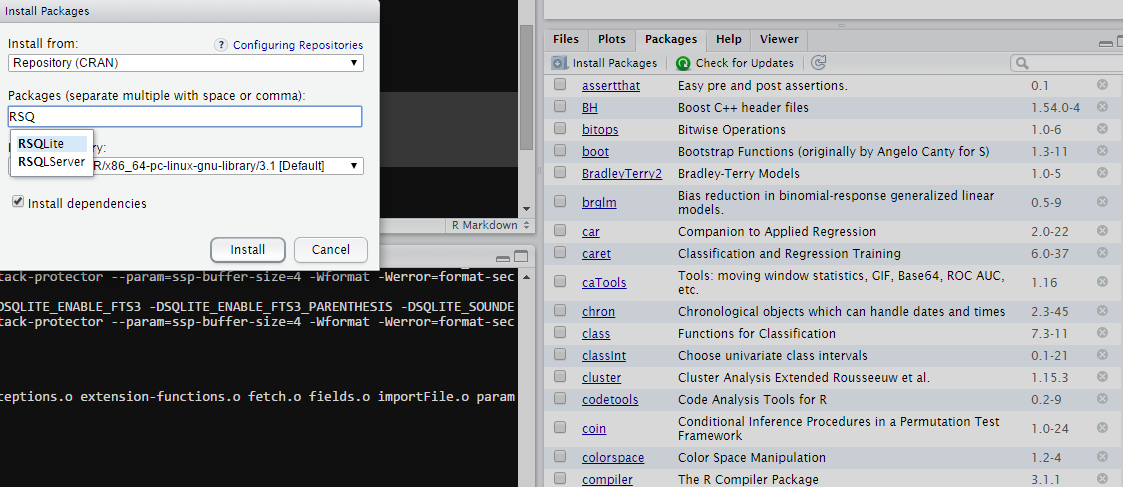 Install Packages
Install from:
? Configuring Repositories
Repository (CRAN)
Packages (separate multiple with space or comma):
RSQ
RSQLite
RSQLServer
ry:
R/x86_64-pc-linux-gnu-library/3.1 [Default]
Install dependencies
Install
Cancel
R Markdown
tack-protector --param=ssp-buffer-size=4 -Wformat -Werror=format-sec
DSQLITE_ENABLE_FTS3 -DSQLITE_ENABLE_FTS3_PARENTHESIS -DSQLITE_SOUNDE
tack-protector --param=ssp-buffer-size=4 -Wformat -Werror=format-sec
ceptions.o extension-functions.o fetch.o fields.o importFile.o param
Files Plots Packages Help Viewer
Install Packages Check for Updates
assertthat Easy pre and post assertions. 0.1
BH Boost C++ header files 1.54.0-4
bitops Bitwise Operations 1.0-6
boot Bootstrap Functions (originally by Angelo Canty for S) 1.3-11
BradleyTerry2 Bradley-Terry Models 1.0-5
brglm Bias reduction in binomial-response generalized linear
models. 0.5-9
car Companion to Applied Regression 2.0-22
caret Classification and Regression Training 6.0-37
caTools Tools: moving window statistics, GIF, Base64, ROC AUC,
etc. 1.16
chron Chronological objects which can handle dates and times 2.3-45
class Functions for Classification 7.3-11
classInt Choose univariate class intervals 0.1-21
cluster Cluster Analysis Extended Rousseeuw et al. 1.15.3
codetools Code Analysis Tools for R 0.2-9
coin Conditional Inference Procedures in a Permutation Test
Framework 1.0-24
colorspace Color Space Manipulation 1.2-4
compiler The R Compiler Package 3.1.1